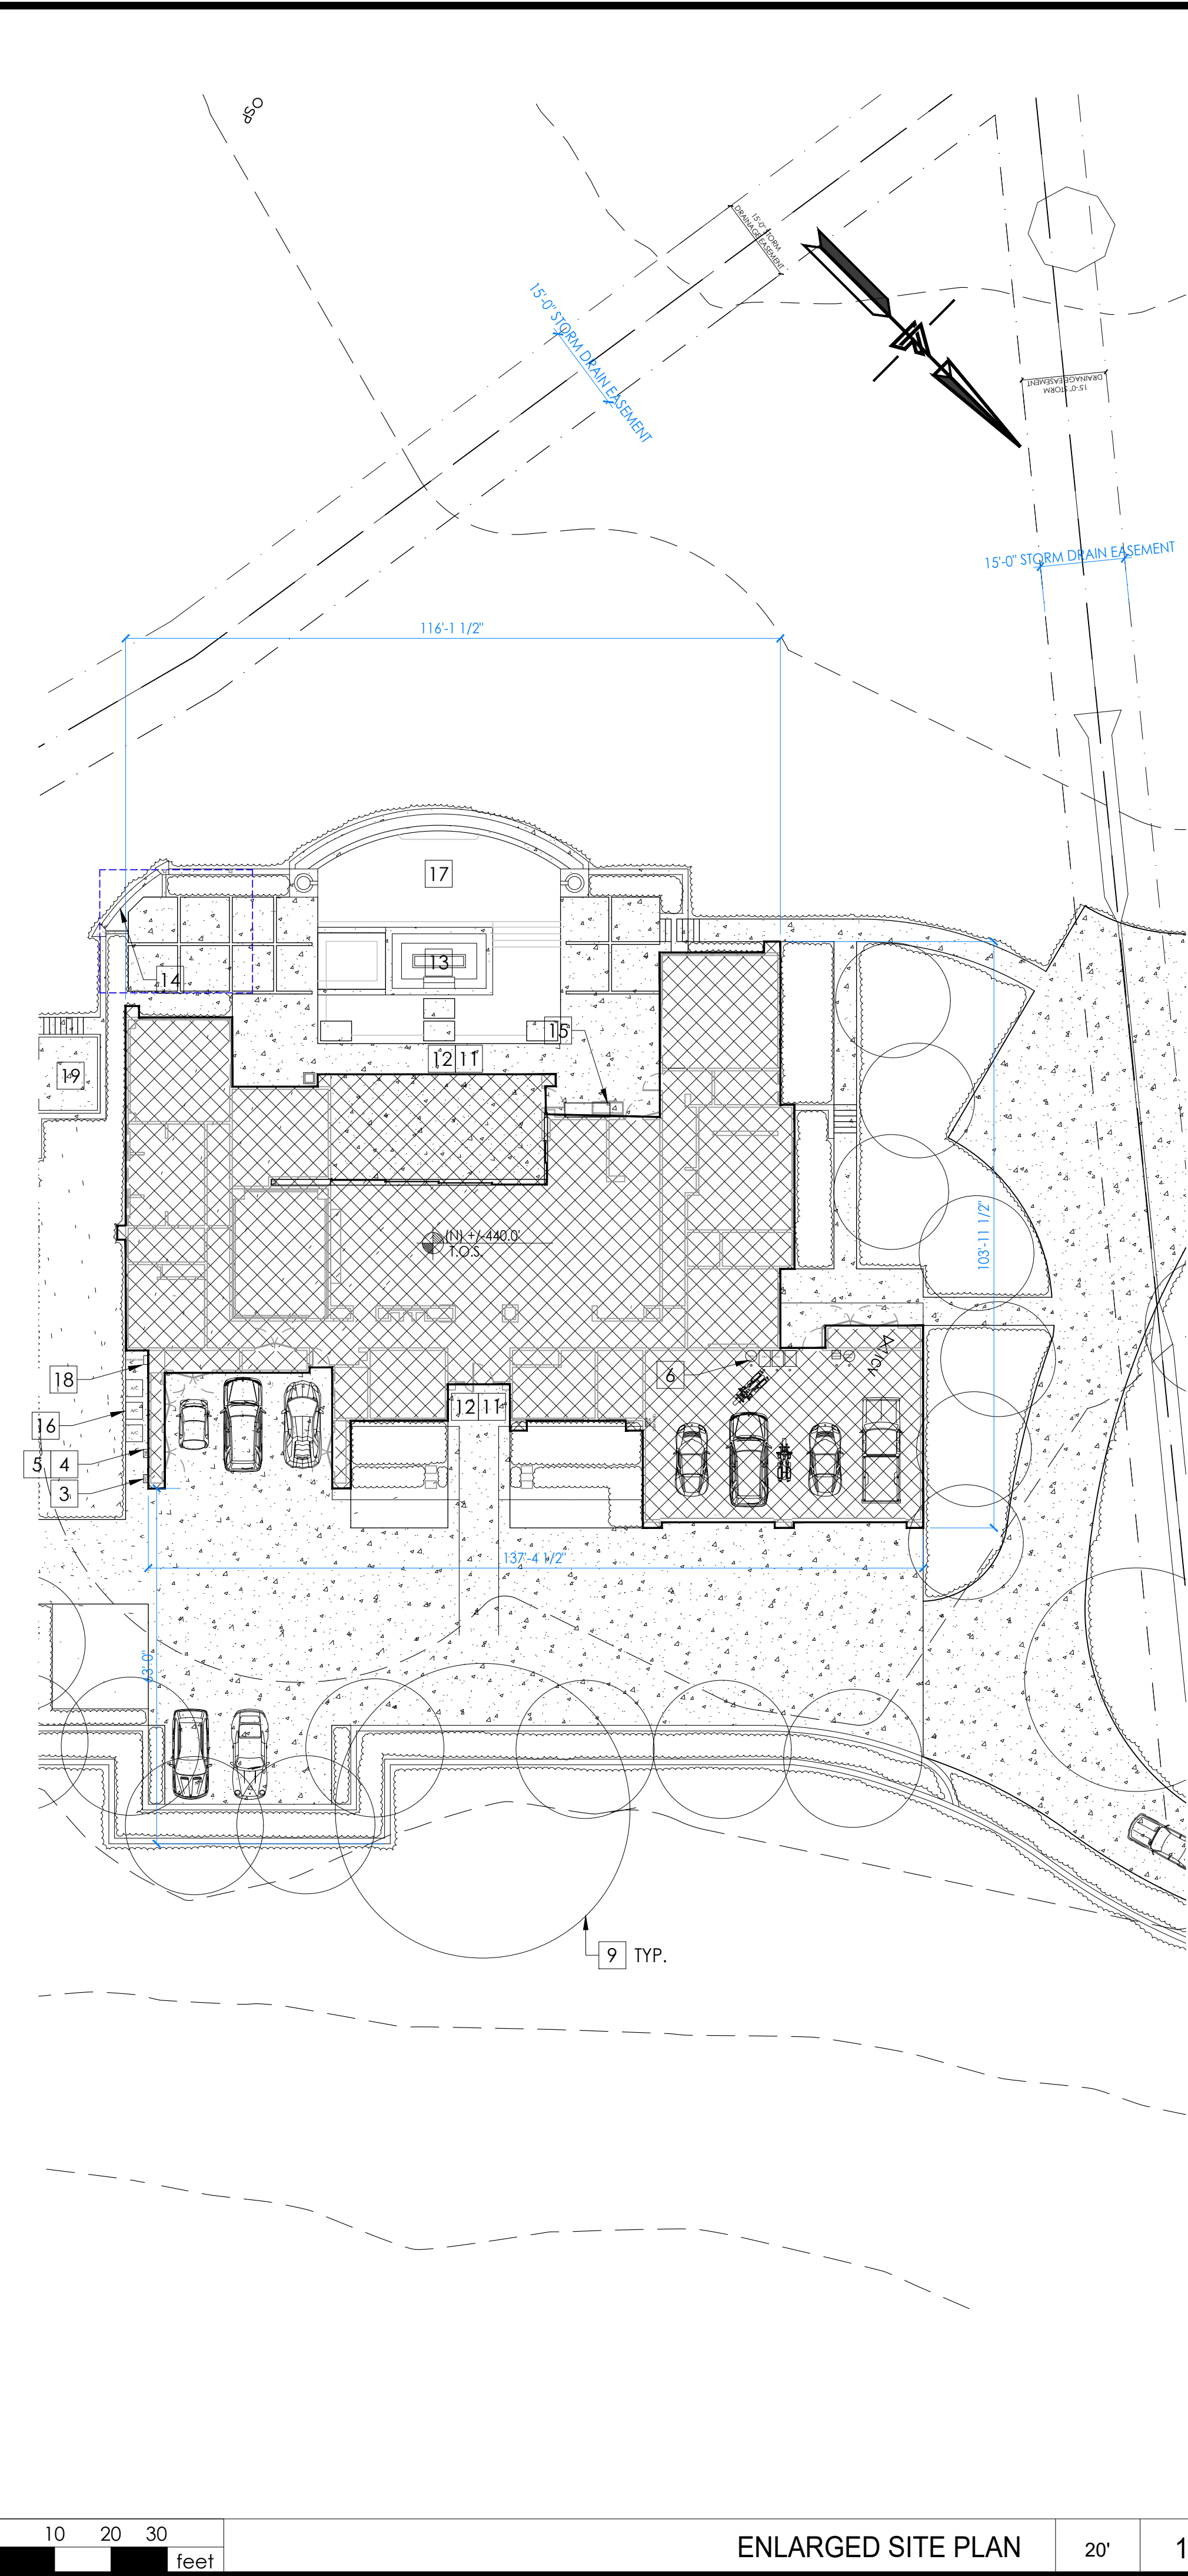 OSP
15'-0" STORM
DRAINAGE EASEMENT
15'-0" STORM DRAIN EASEMENT
15'-0" STORM
DRAINAGE EASEMENT
15'-0" STORM DRAIN EASEMENT
116'-1 1/2"
17
13
14
15
12 11
19
103'-11 1/2"
(N) +/-440.0'
T.O.S.
18
6
A/C
16
A/C
12 11
A/C
5 4
3
137'-4 1/2"
63'-0"
9 TYP.
10 20 30
feet
ENLARGED SITE PLAN
20'
1